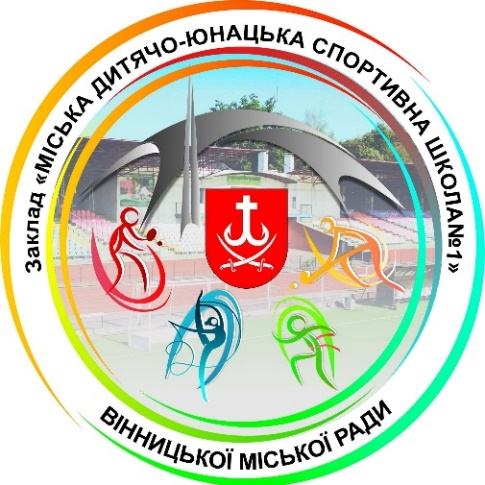 Заклад «МІСЬКА ДИТЯЧО-ЮНАЦЬКА СПОРТИВНА ШКОЛА№1»
ВІННИЦЬКОЇ МІСЬКОЇ РАДИ